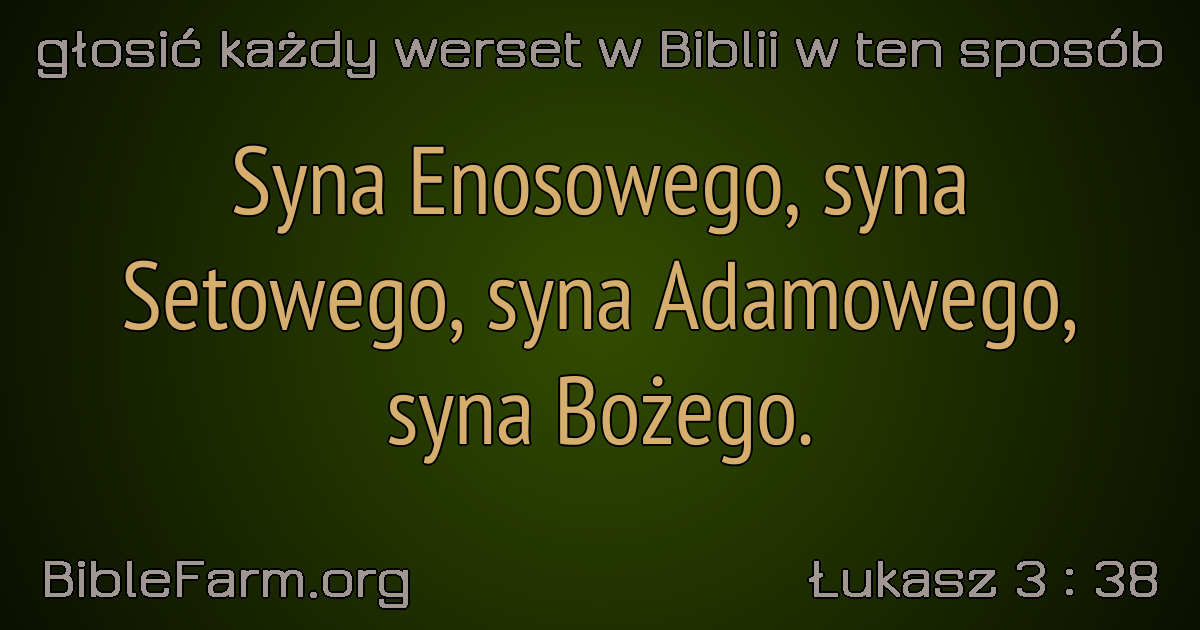 głosić każdy werset w Biblii w ten sposób
Syna Enosowego, syna
Setowego, syna Adamowego,
syna Bożego.
BibleFarm.org
Łukasz 3 : 38